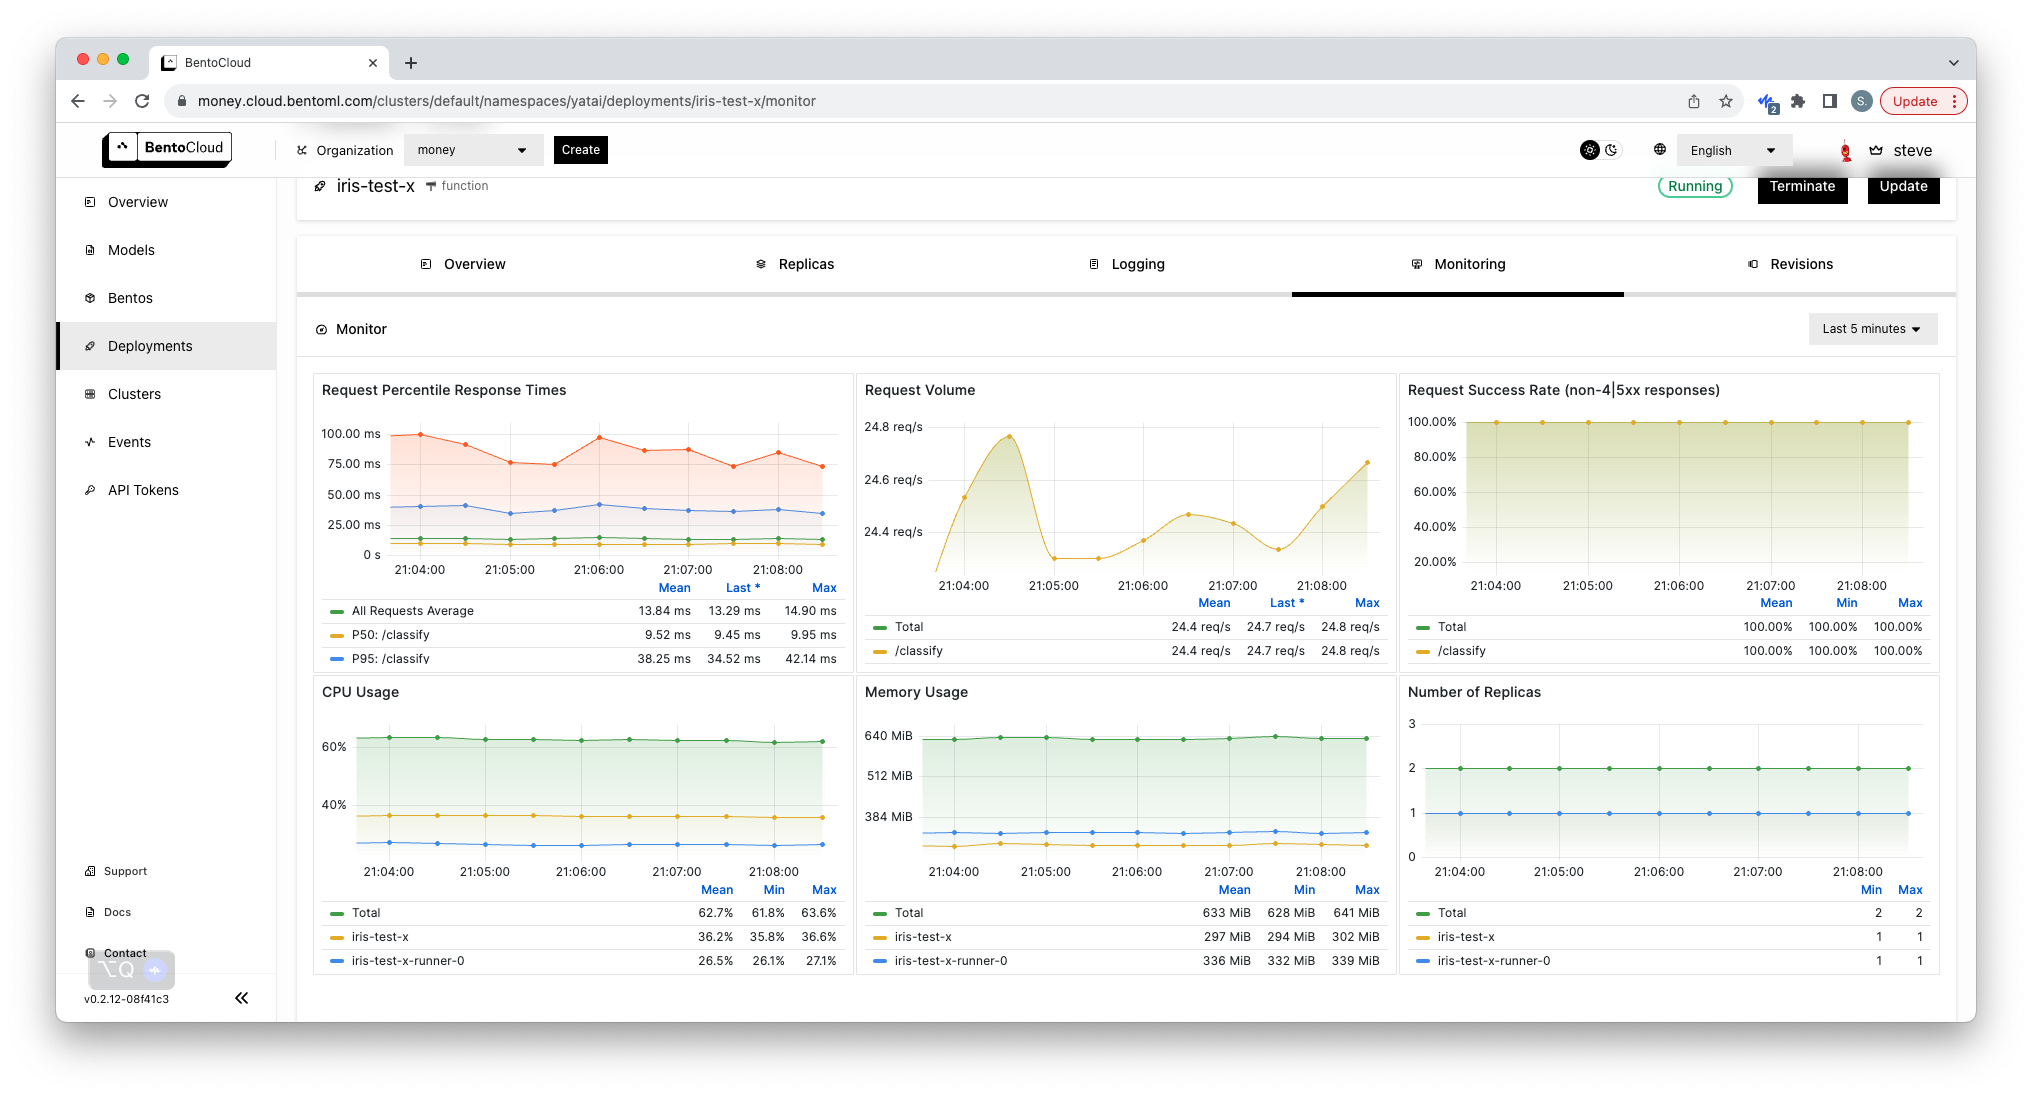 BentoCloud
money.cloud.bentoml.com/clusters/default/namespaces/yatai/deployments/iris-test-x/monitor
2
S.
Update
BentoCloud
Organization
money
Create
English
steve
iris-test-x
function
Running
Terminate
Update
Overview
Models
Bentos
Deployments
Clusters
Events
API Tokens
Support
Docs
Contact
⌥Q
v0.2.12-08f41c3
Overview
Replicas
Logging
Monitoring
Revisions
Monitor
Last 5 minutes
Request Percentile Response Times
100.00 ms
75.00 ms
50.00 ms
25.00 ms
0 s
21:04:00 21:05:00 21:06:00 21:07:00 21:08:00
Mean Last * Max
All Requests Average 13.84 ms 13.29 ms 14.90 ms
P50: /classify 9.52 ms 9.45 ms 9.95 ms
P95: /classify 38.25 ms 34.52 ms 42.14 ms
Request Volume
24.8 req/s
24.6 req/s
24.4 req/s
21:04:00 21:05:00 21:06:00 21:07:00 21:08:00
Mean Last * Max
Total 24.4 req/s 24.7 req/s 24.8 req/s
/classify 24.4 req/s 24.7 req/s 24.8 req/s
Request Success Rate (non-4|5xx responses)
100.00%
80.00%
60.00%
40.00%
20.00%
21:04:00 21:05:00 21:06:00 21:07:00 21:08:00
Mean Min Max
Total 100.00% 100.00% 100.00%
/classify 100.00% 100.00% 100.00%
CPU Usage
60%
40%
21:04:00 21:05:00 21:06:00 21:07:00 21:08:00
Mean Min Max
Total 62.7% 61.8% 63.6%
iris-test-x 36.2% 35.8% 36.6%
iris-test-x-runner-0 26.5% 26.1% 27.1%
Memory Usage
640 MiB
512 MiB
384 MiB
21:04:00 21:05:00 21:06:00 21:07:00 21:08:00
Mean Min Max
Total 633 MiB 628 MiB 641 MiB
iris-test-x 297 MiB 294 MiB 302 MiB
iris-test-x-runner-0 336 MiB 332 MiB 339 MiB
Number of Replicas
3
2
1
0
21:04:00 21:05:00 21:06:00 21:07:00 21:08:00
Min Max
Total 2 2
iris-test-x 1 1
iris-test-x-runner-0 1 1